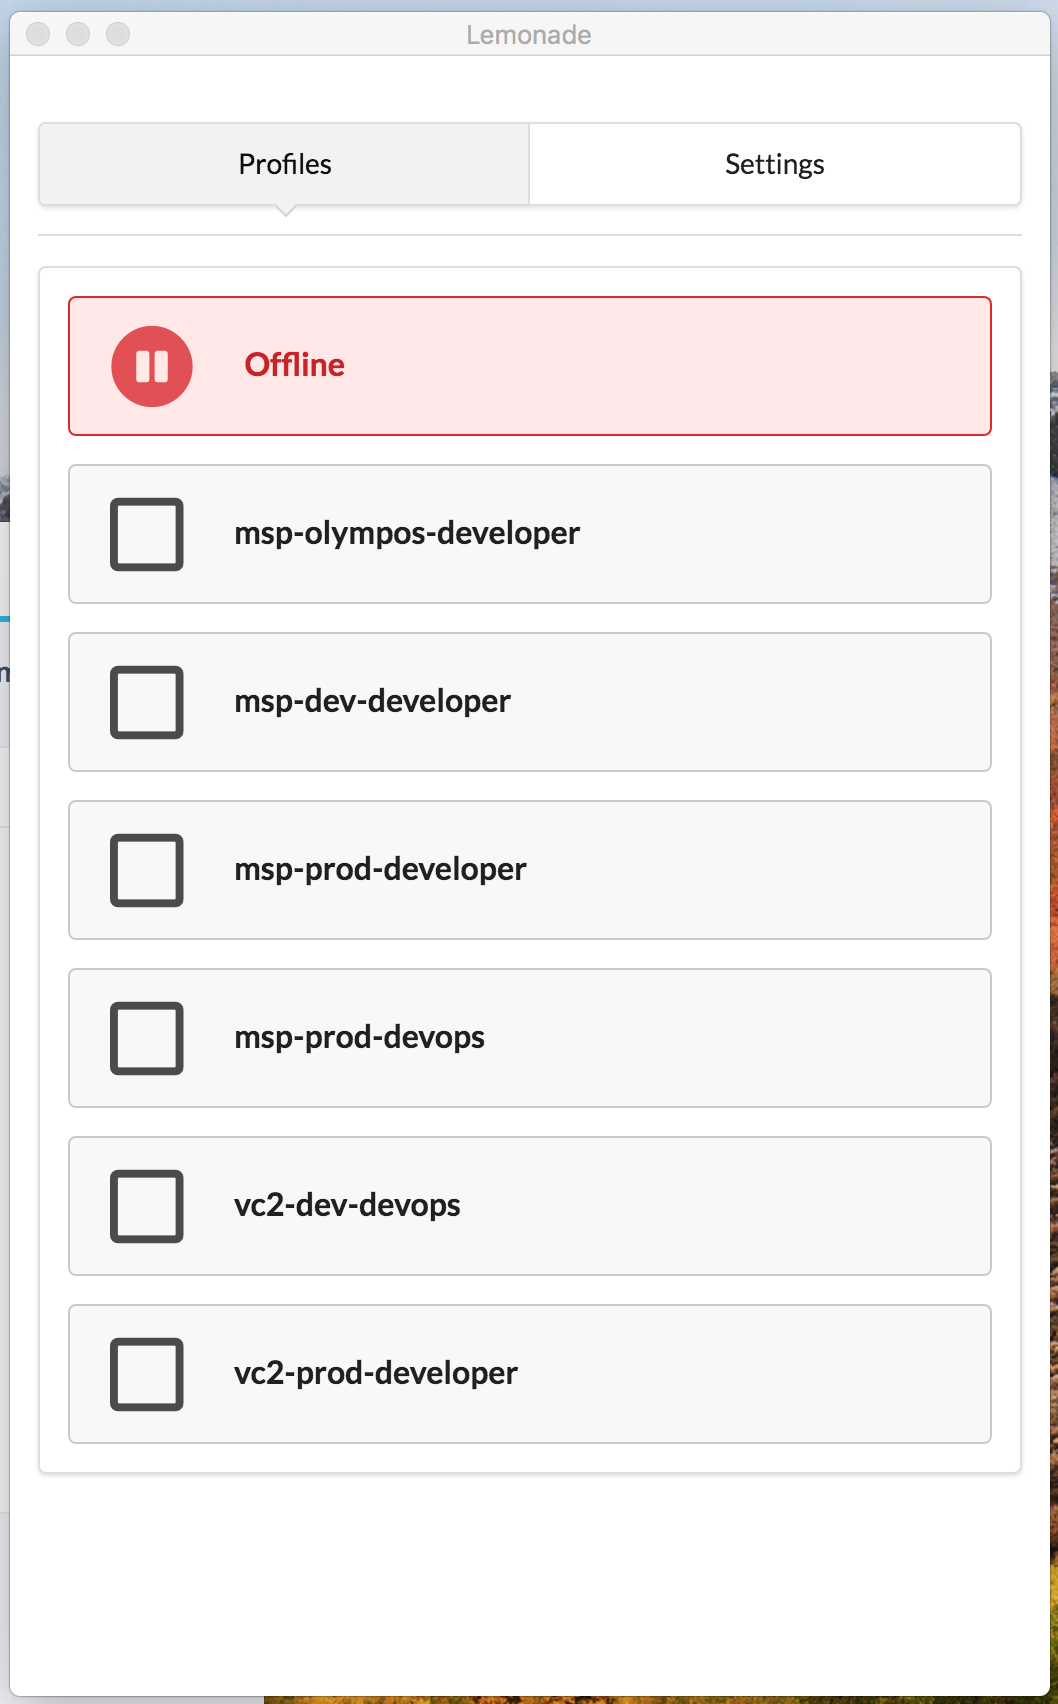 Lemonade
Profiles
Settings
Offline
msp-olympos-developer
msp-dev-developer
msp-prod-developer
msp-prod-devops
vc2-dev-devops
vc2-prod-developer